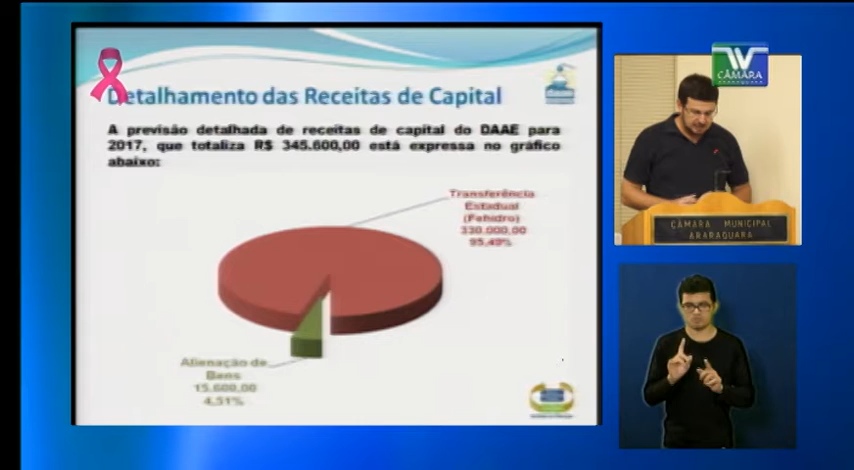 Detalhamento das Receitas de Capital
A previsão detalhada de receitas de capital do DAAE para
2017, que totaliza R$ 345.600,00 está expressa no gráfico
abaixo:
Transferência
Estadual
(Fehidro)
330.000,00
95,49%
Alienação de
Bens
15.600,00
4,51%
TV
CÂMARA
CÂMARA MUNICIPAL
ARARAQUARA